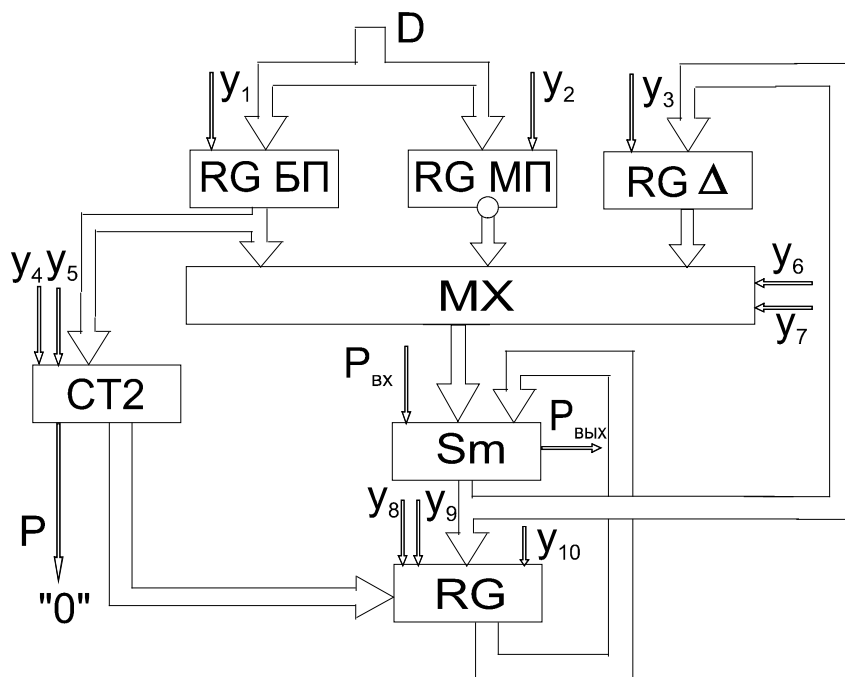 D
y1 y2 y3
RG БП RG МП RG Δ
y4 y5 y6
MX
y7
Pвх
CT2 Pвых
Sm
y8 y9
P y10
"0" RG